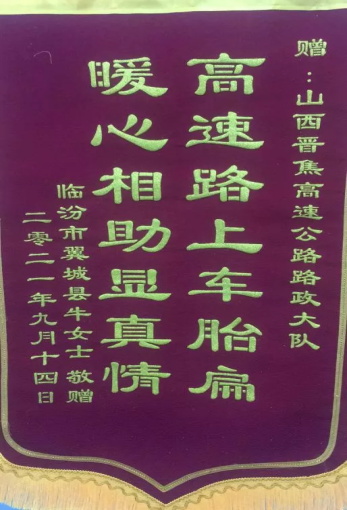 赠：山西晋焦高速公路路政大队
高速路上车胎扁
暖心相助显真情
临汾市翼城县牛女士 敬赠
二零二一年九月十四日